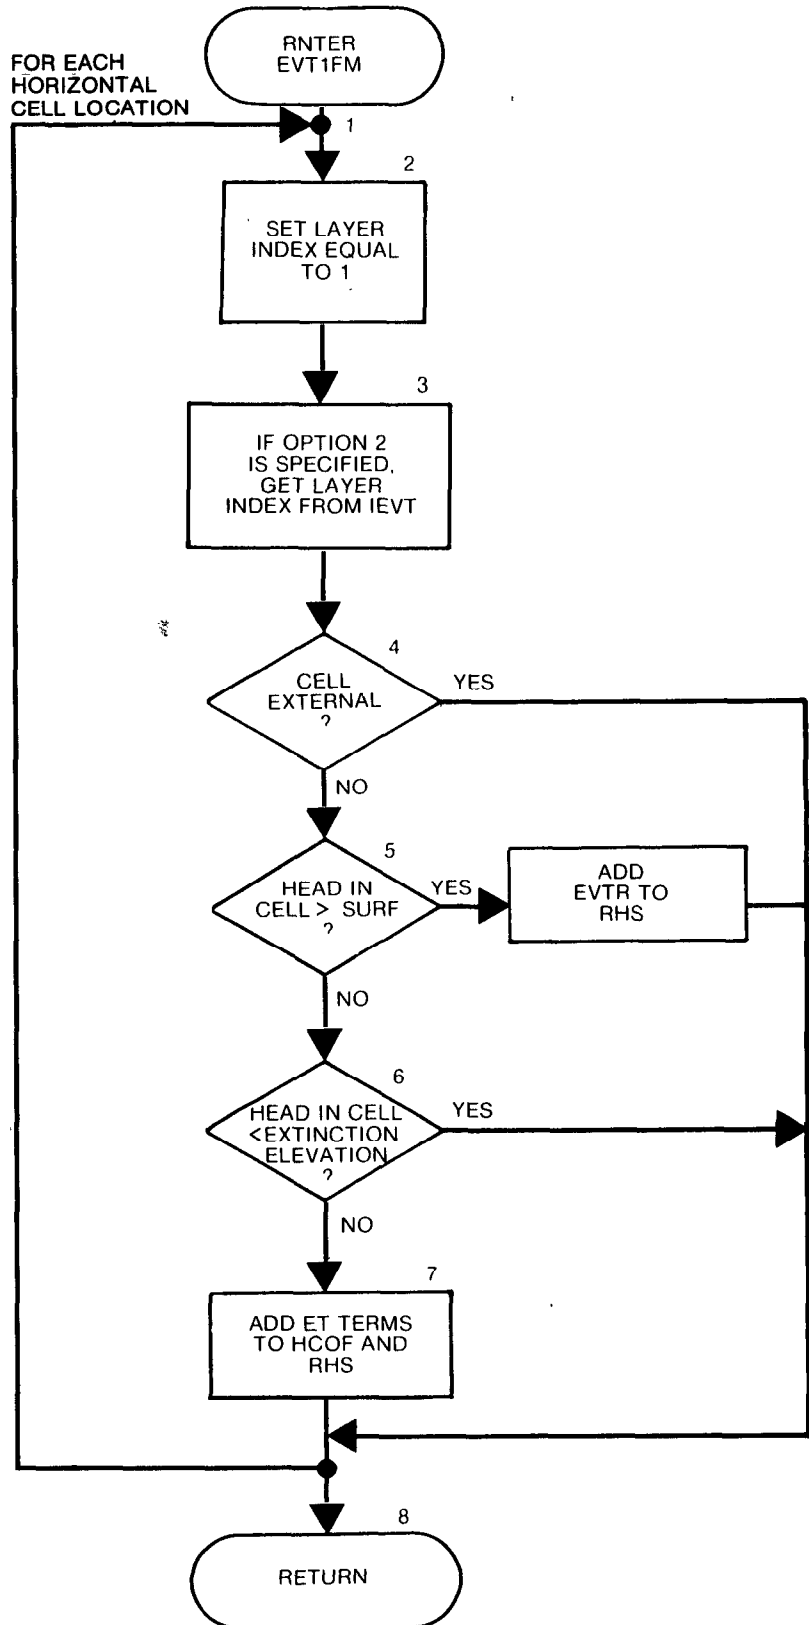 RNTER
EVT1FM
FOR EACH
HORIZONTAL
CELL LOCATION
1
2
SET LAYER
INDEX EQUAL
TO 1
3
IF OPTION 2
IS SPECIFIED,
GET LAYER
INDEX FROM IEVT
4
CELL
EXTERNAL
?
YES
NO
5
HEAD IN
CELL > SURF
?
YES
ADD
EVTR TO
RHS
NO
6
HEAD IN CELL
<EXTINCTION
ELEVATION
?
YES
NO
7
ADD ET TERMS
TO HCOF AND
RHS
8
RETURN